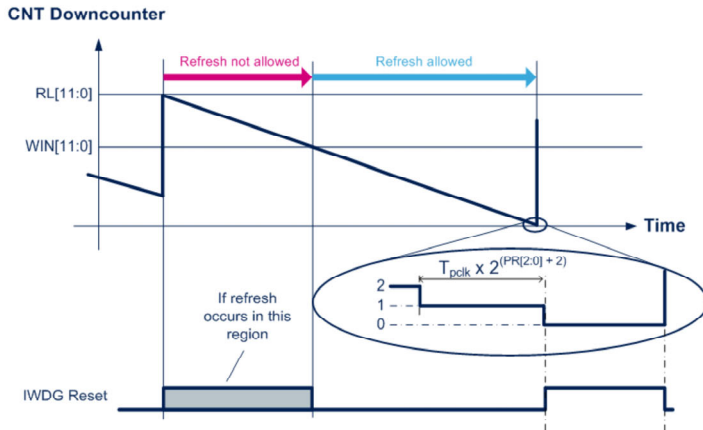 CNT Downcounter
Refresh not allowed
Refresh allowed
RL[11:0]
WIN[11:0]
Time
T_pclk x 2^(PR[2:0] + 2)
2
1
0
If refresh
occurs in this
region
IWDG Reset